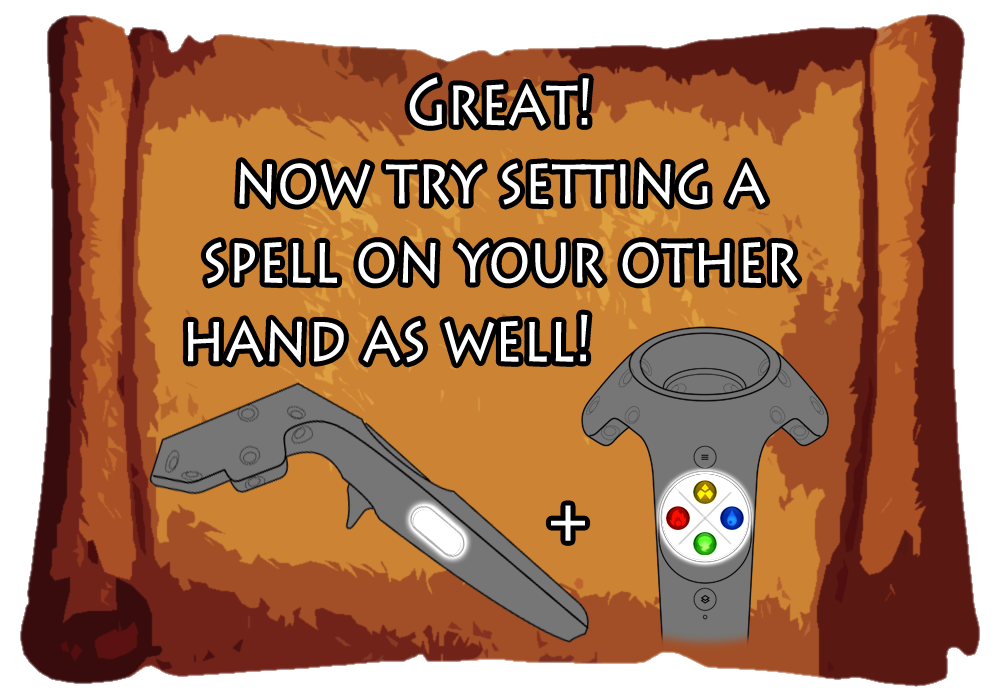 GREAT!
NOW TRY SETTING A
SPELL ON YOUR OTHER
HAND AS WELL!
+